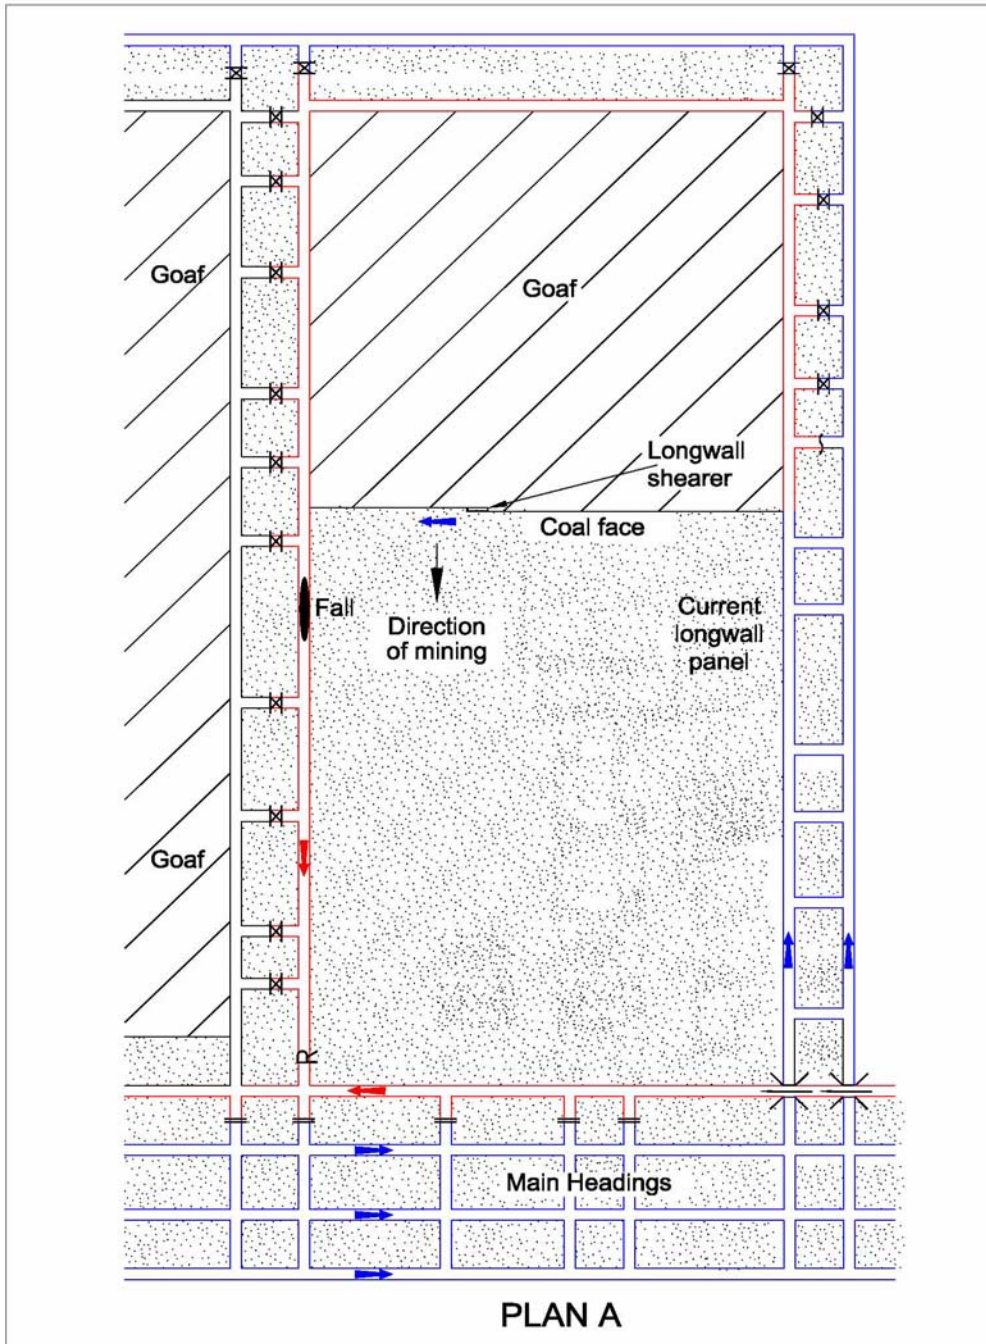 Goaf
Goaf
Longwall
shearer
Coal face
Fall
Direction
of mining
Current
longwall
panel
Goaf
R
Main Headings
PLAN A